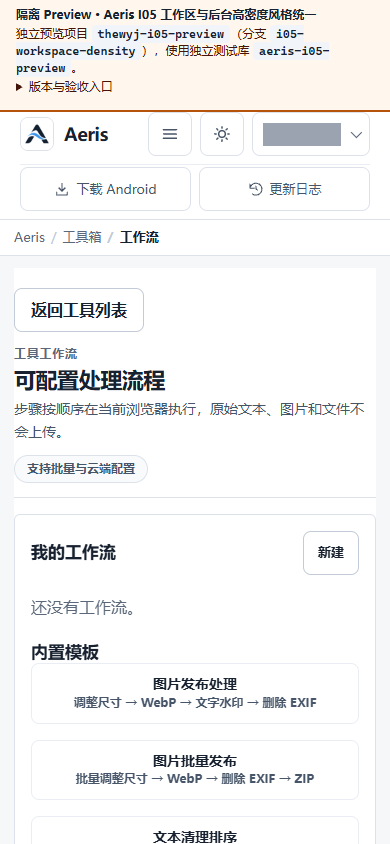 隔离 Preview · Aeris I05 工作区与后台高密度风格统一
独立预览项目 thewyj-i05-preview （分支 i05-
workspace-density ），使用独立测试库 aeris-i05-
preview 。
▶ 版本与验收入口
Aeris
下载 Android
更新日志
Aeris / 工具箱 / 工作流
返回工具列表
工具工作流
可配置处理流程
步骤按顺序在当前浏览器执行，原始文本、图片和文件不
会上传。
支持批量与云端配置
我的工作流
新建
还没有工作流。
内置模板
图片发布处理
调整尺寸 → WebP → 文字水印 → 删除 EXIF
图片批量发布
批量调整尺寸 → WebP → 删除 EXIF → ZIP
文本清理排序